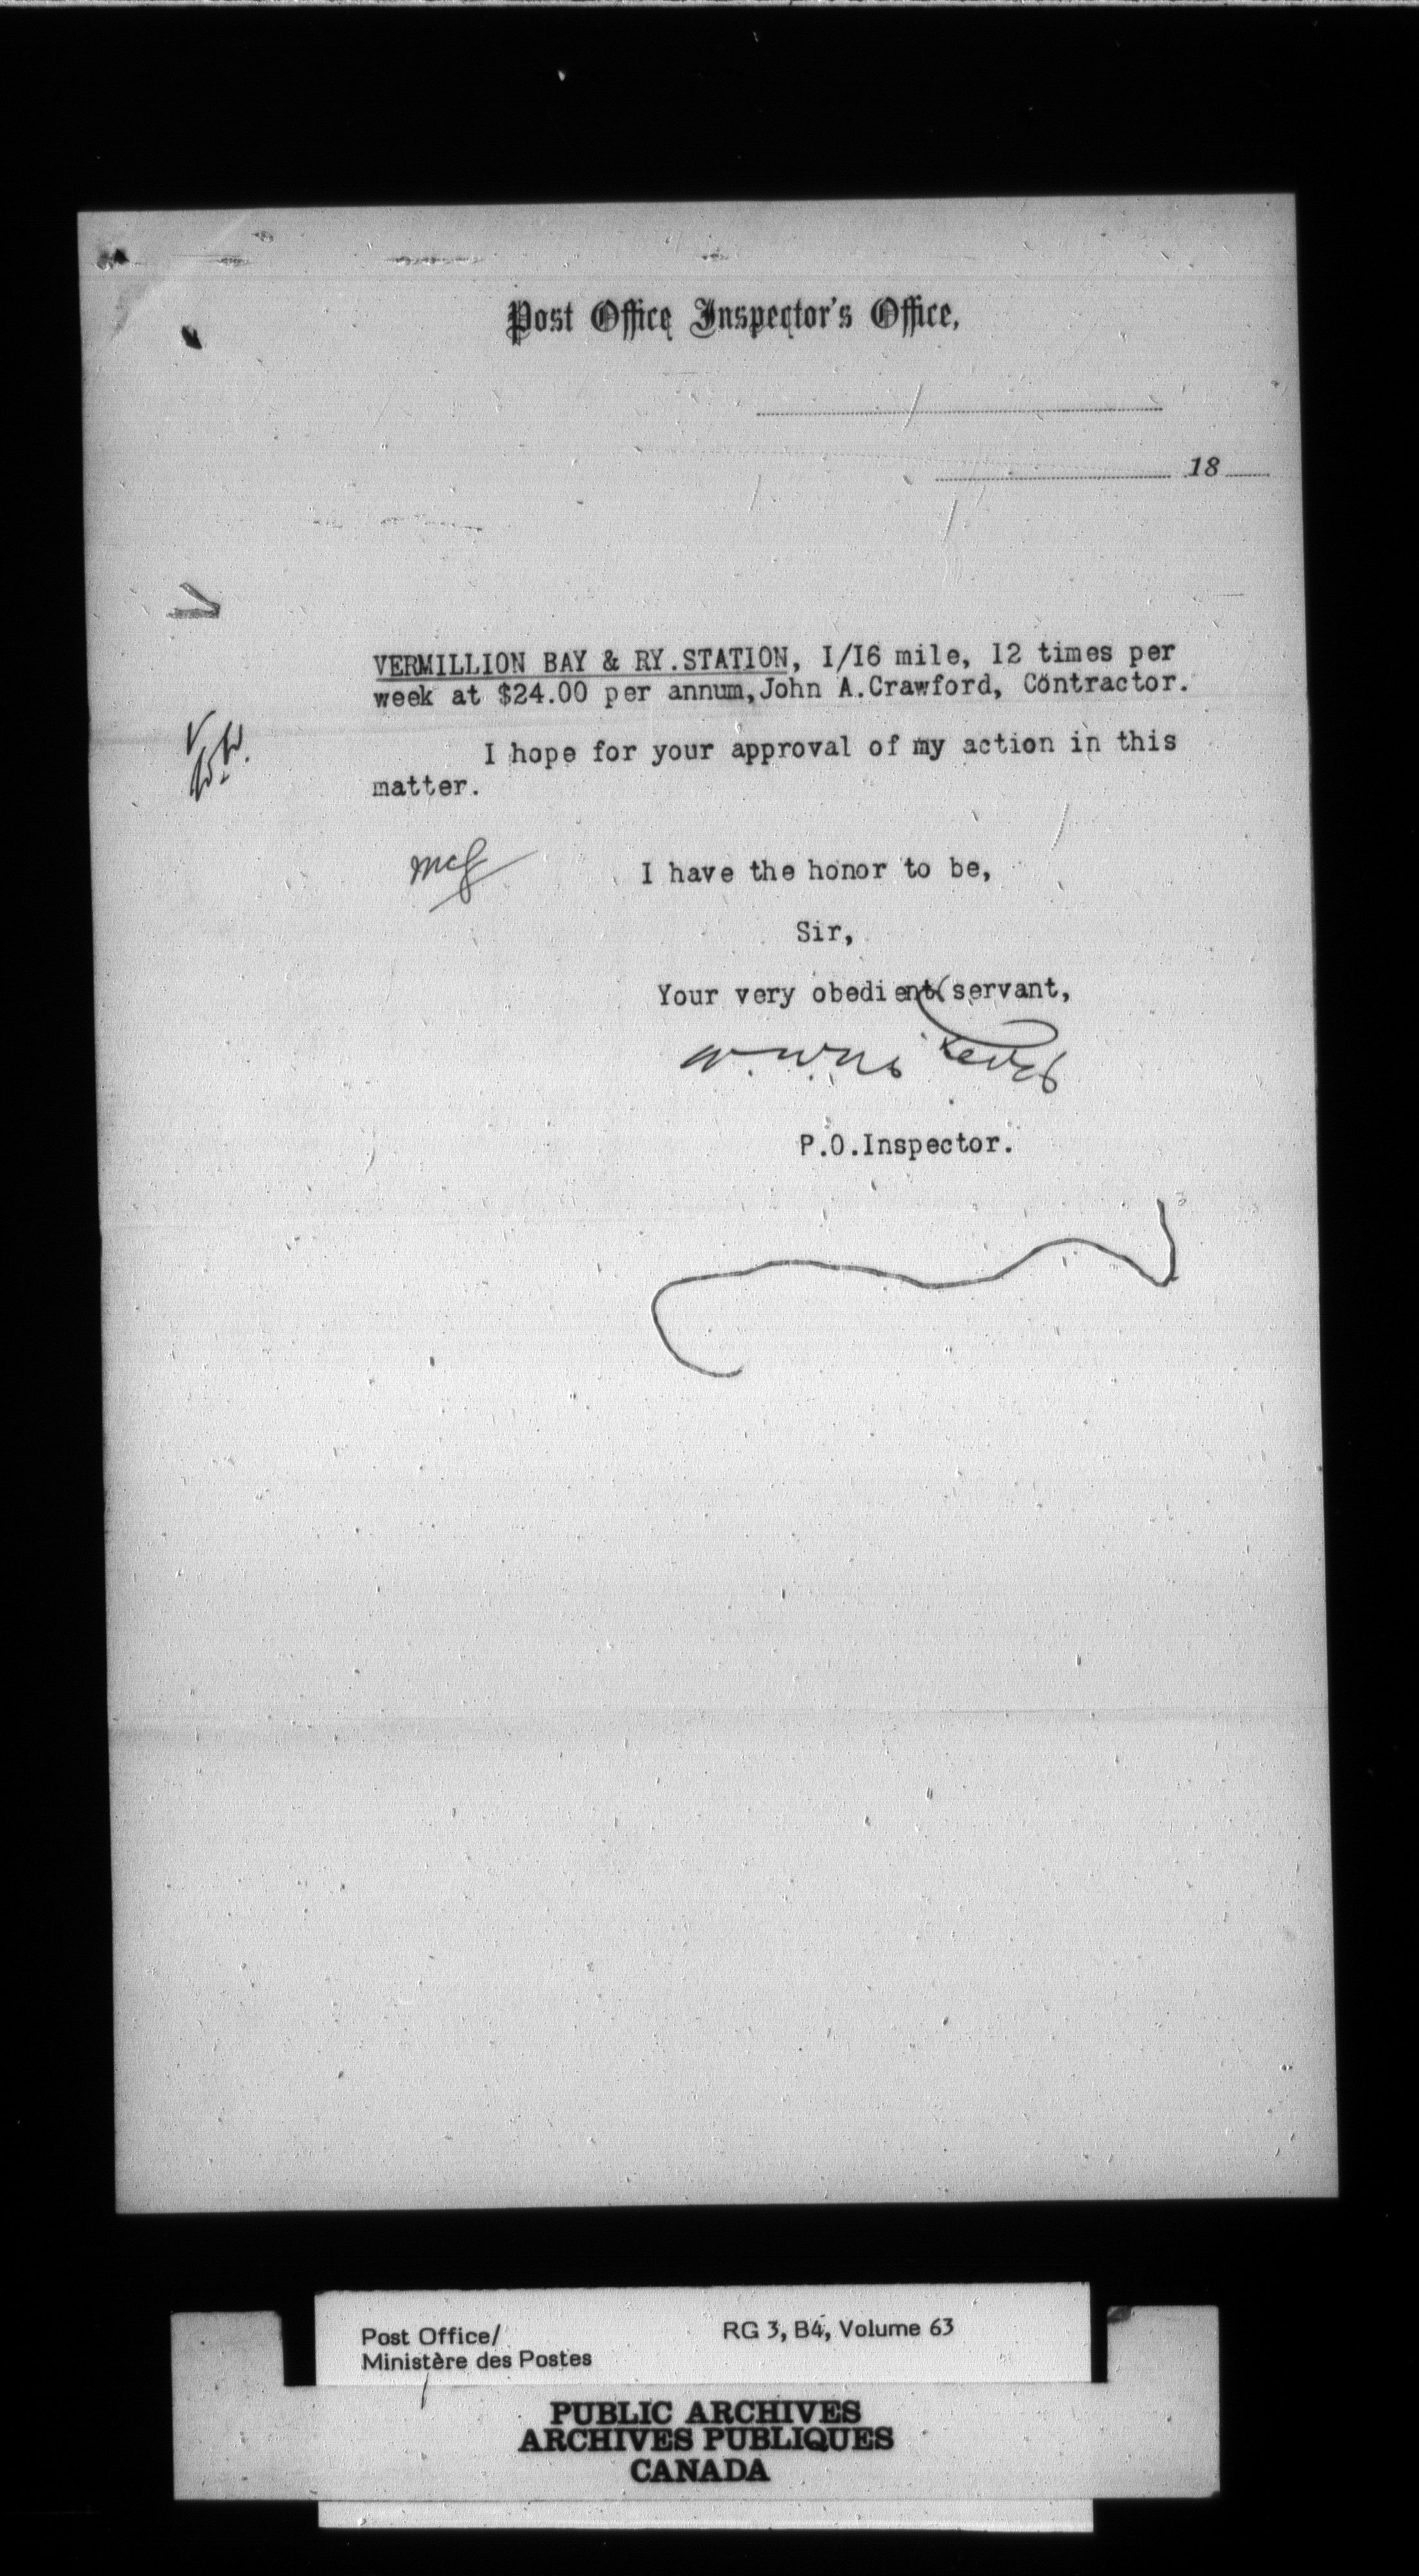 Post Office Inspector's Office,
18
VERMILLION BAY & RY.STATION, I/I6 mile, I2 times per
week at $24.00 per annum,John A.Crawford, Contractor.
I hope for your approval of my action in this
matter.
I have the honor to be,
Sir,
Your very obedient servant,
P.O.Inspector.
Post Office/
Ministère des Postes
RG 3, B4, Volume 63
PUBLIC ARCHIVES
ARCHIVES PUBLIQUES
CANADA